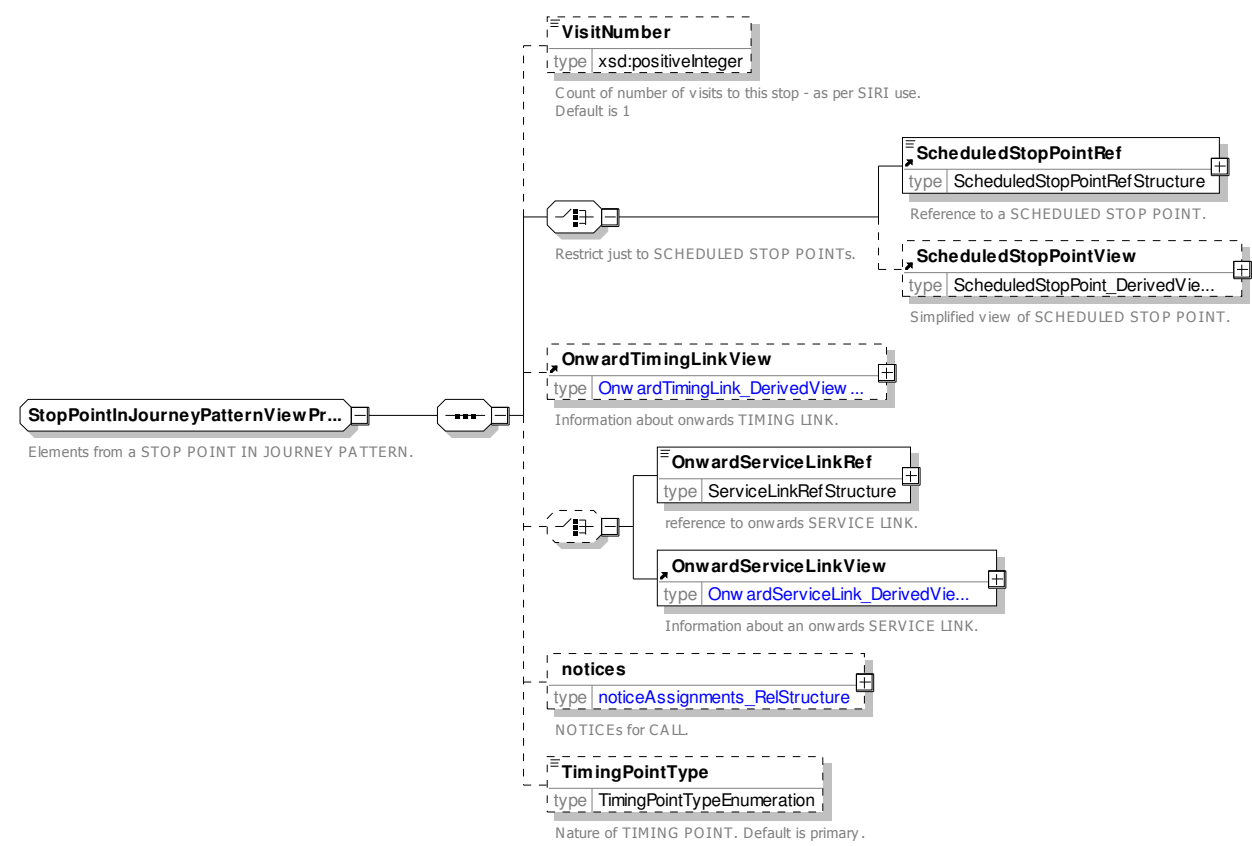 VisitNumber
type xsd:positiveInteger
Count of number of visits to this stop - as per SIRI use.
Default is 1
ScheduledStopPointRef
type ScheduledStopPointRefStructure
Reference to a SCHEDULED STOP POINT.
Restrict just to SCHEDULED STOP POINTs.
ScheduledStopPointView
type ScheduledStopPoint_DerivedVie...
Simplified view of SCHEDULED STOP POINT.
OnwardTimingLinkView
type OnwardTimingLink_DerivedView ...
Information about onwards TIMING LINK.
StopPointInJourneyPatternViewPr...
Elements from a STOP POINT IN JOURNEY PATTERN.
OnwardServiceLinkRef
type ServiceLinkRefStructure
reference to onwards SERVICE LINK.
OnwardServiceLinkView
type OnwardServiceLink_DerivedVie...
Information about an onwards SERVICE LINK.
notices
type noticeAssignments_RelStructure
NOTICEs for CALL.
TimingPointType
type TimingPointTypeEnumeration
Nature of TIMING POINT. Default is primary.